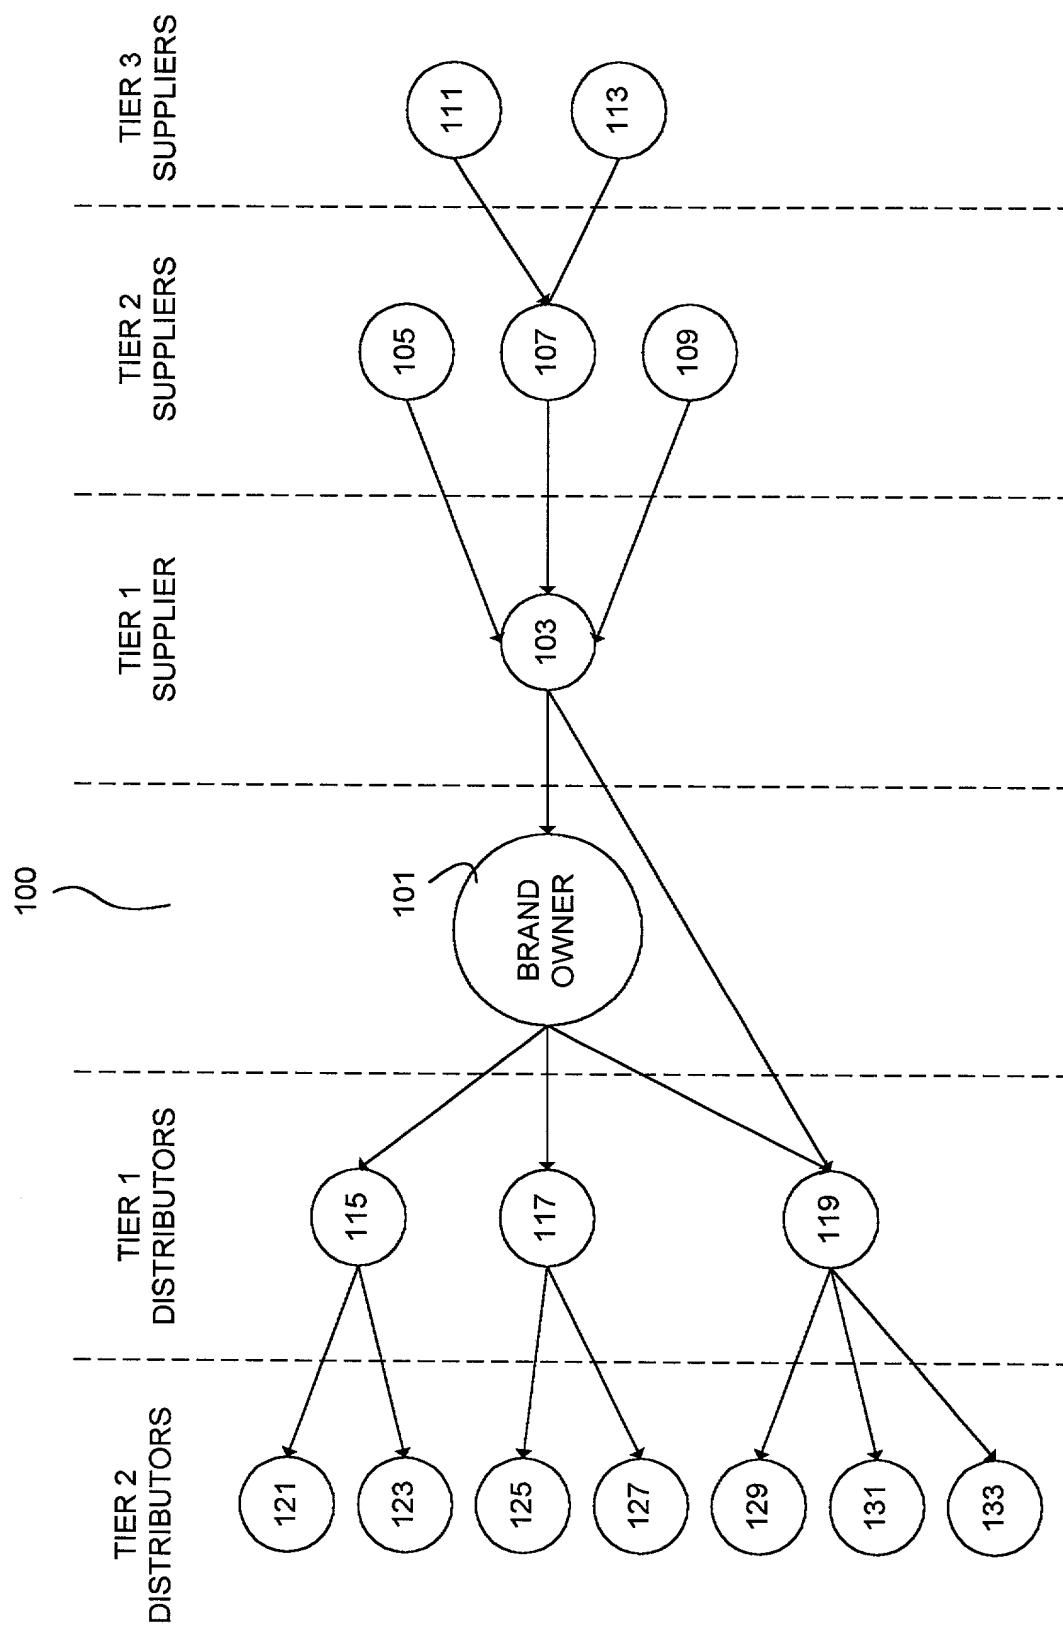 100
TIER 2
DISTRIBUTORS
TIER 1
DISTRIBUTORS
TIER 1
SUPPLIER
TIER 2
SUPPLIERS
TIER 3
SUPPLIERS
121
123
125
127
129
131
133
115
117
119
101
BRAND
OWNER
103
105
107
109
111
113